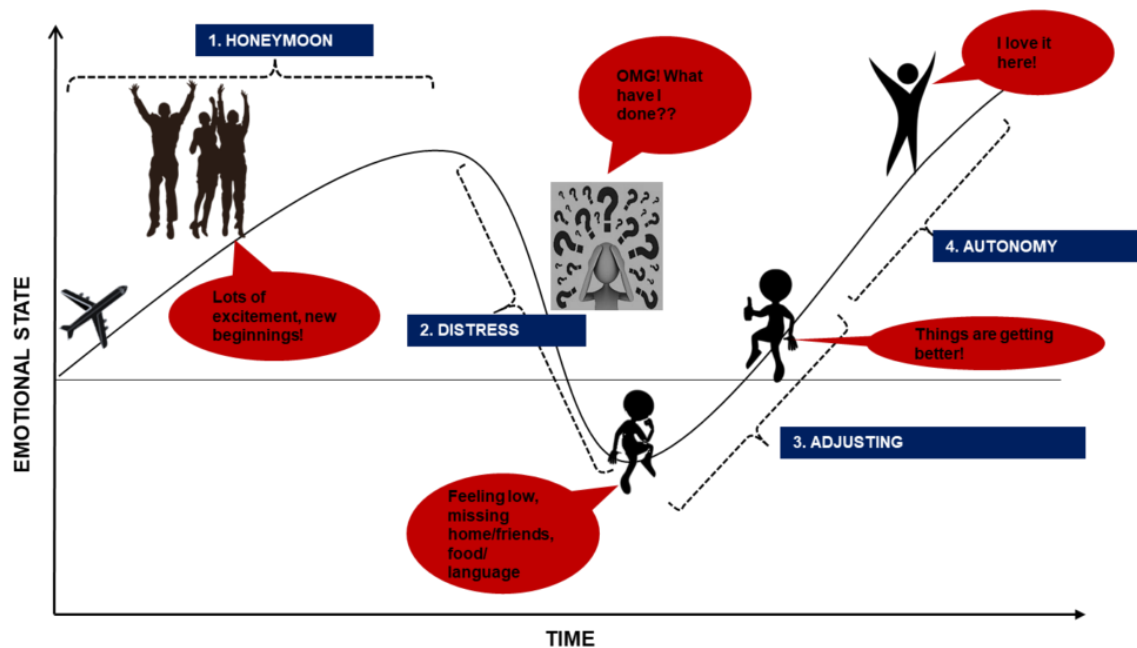 1. HONEYMOON
I love it
here!
OMG! What
have I
done??
4. AUTONOMY
Lots of
excitement, new
beginnings!
2. DISTRESS
Things are getting
better!
3. ADJUSTING
Feeling low,
missing
home/friends,
food/
language
EMOTIONAL STATE
TIME